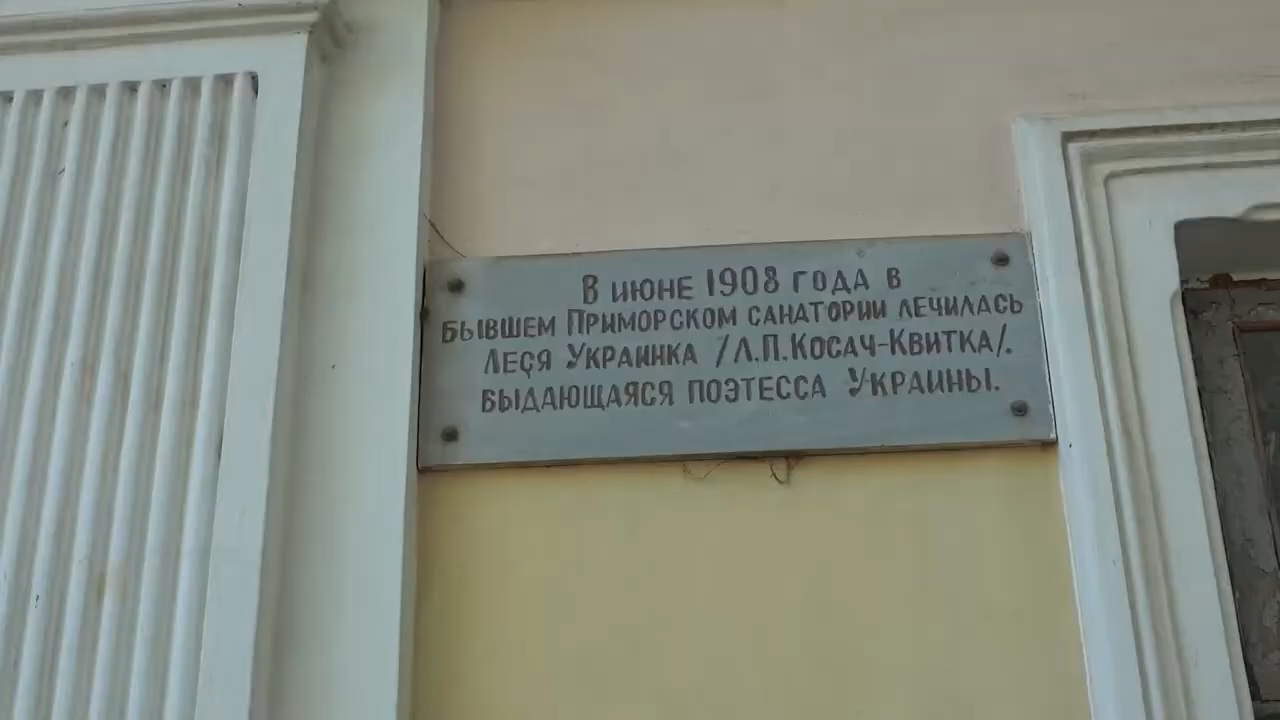 В июне 1908 года в
бывшем Приморском санатории лечилась
Леся Украинка /Л.П.Косач-Квитка/.
выдающаяся поэтесса Украины.